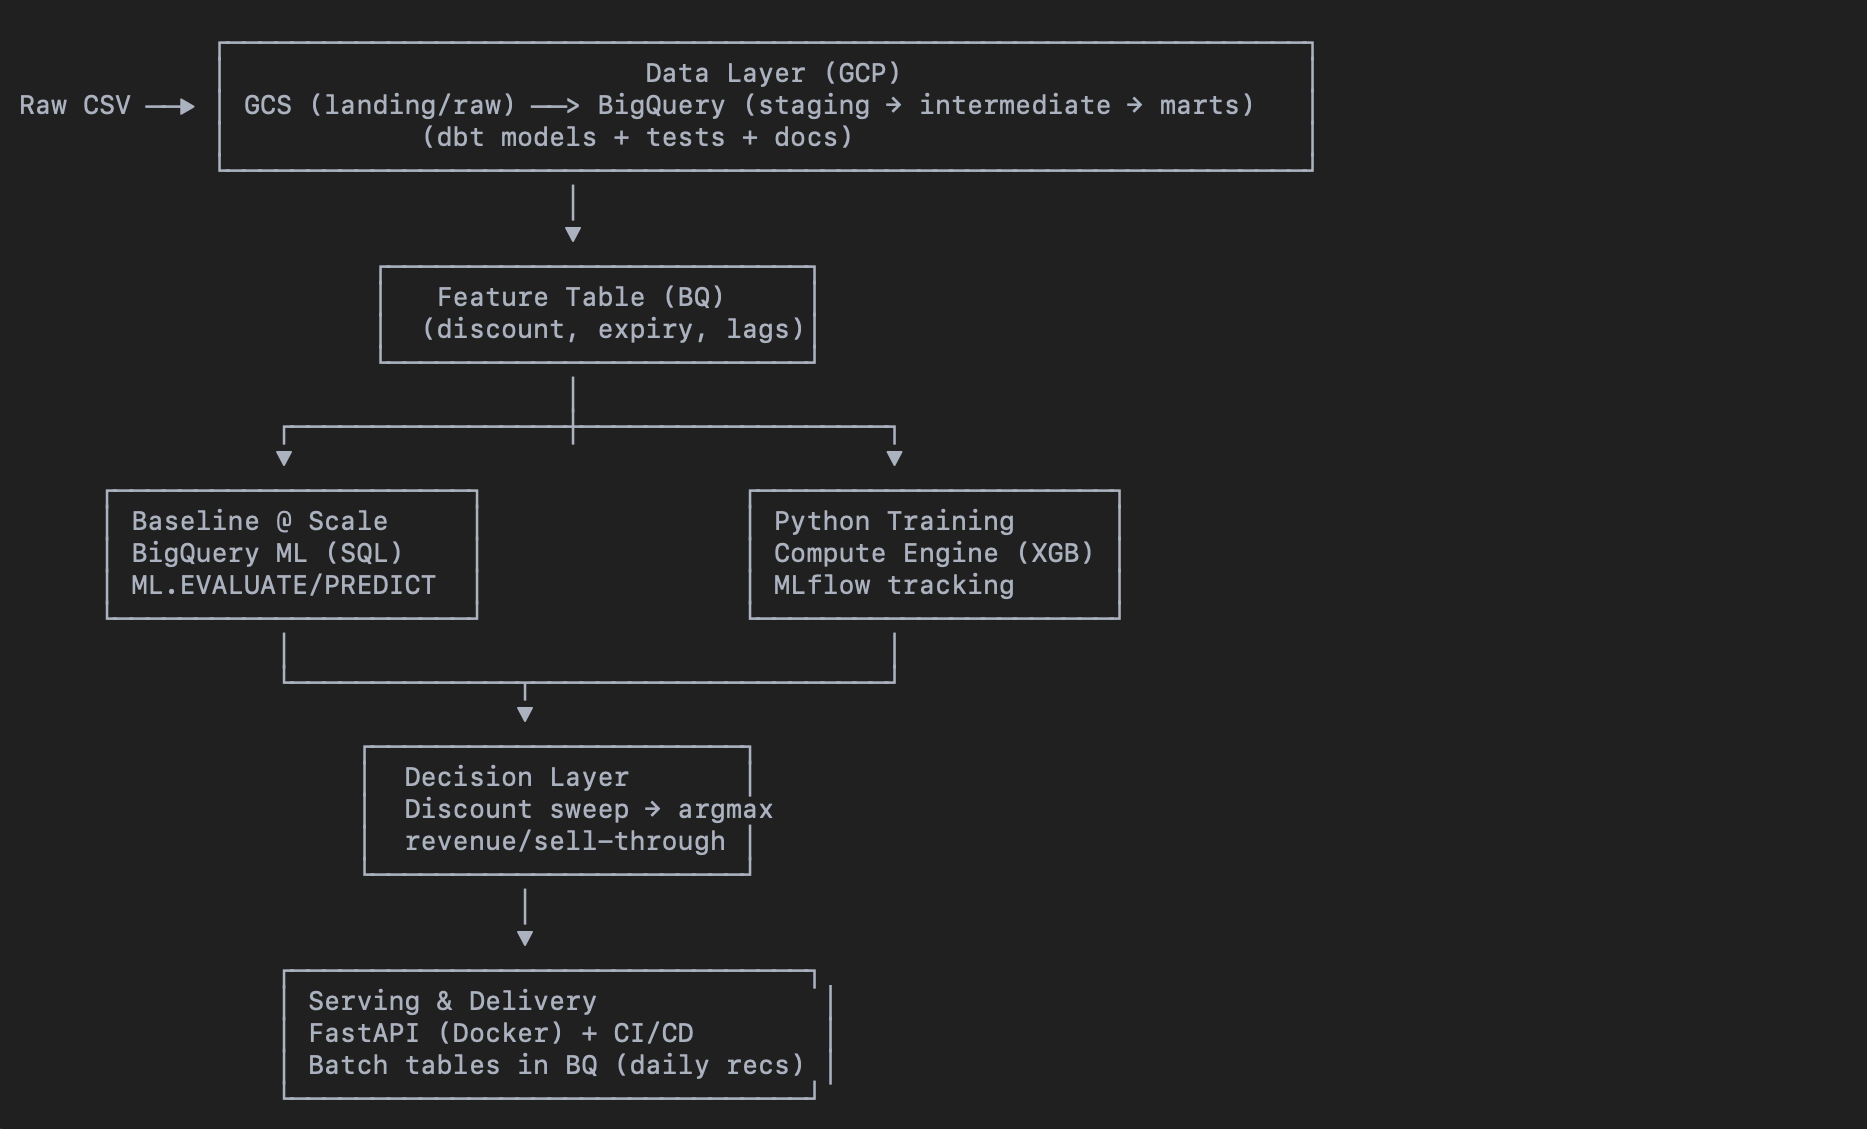 Data Layer (GCP)
Raw CSV ──► GCS (landing/raw) ──> BigQuery (staging → intermediate → marts)
(dbt models + tests + docs)
Feature Table (BQ)
(discount, expiry, lags)
Baseline @ Scale
BigQuery ML (SQL)
ML.EVALUATE/PREDICT
Python Training
Compute Engine (XGB)
MLflow tracking
Decision Layer
Discount sweep → argmax
revenue/sell-through
Serving & Delivery
FastAPI (Docker) + CI/CD
Batch tables in BQ (daily recs)